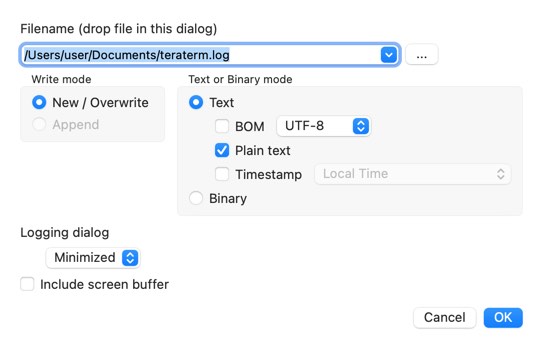 Filename (drop file in this dialog)
/Users/user/Documents/teraterm.log ...
Write mode Text or Binary mode
New / Overwrite Text
Append BOM UTF-8
Plain text
Timestamp Local Time
Binary
Logging dialog
Minimized
Include screen buffer
Cancel OK